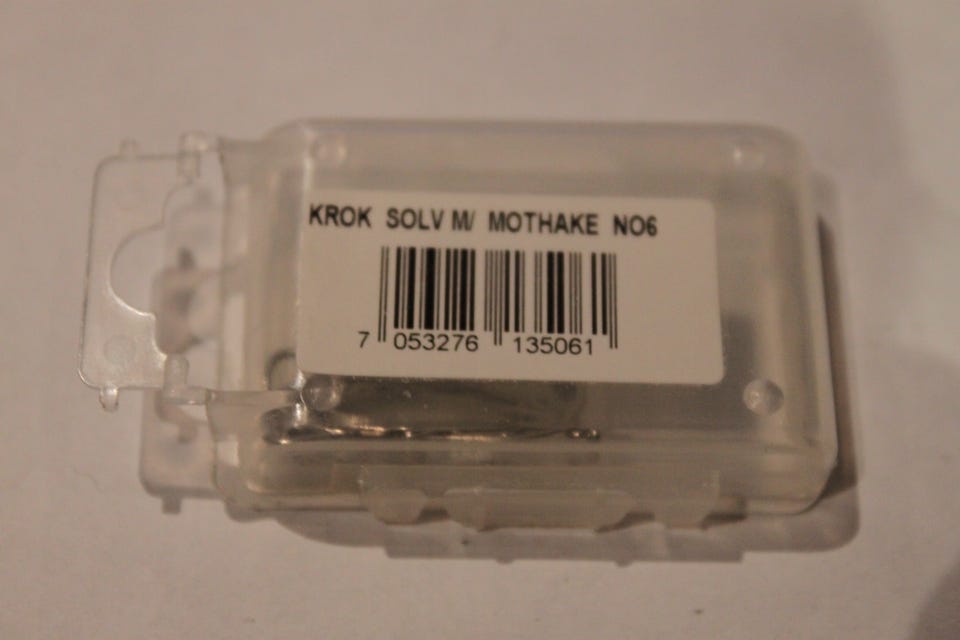 KROK SOLV M/ MOTHAKE NO6
7 053276 135061